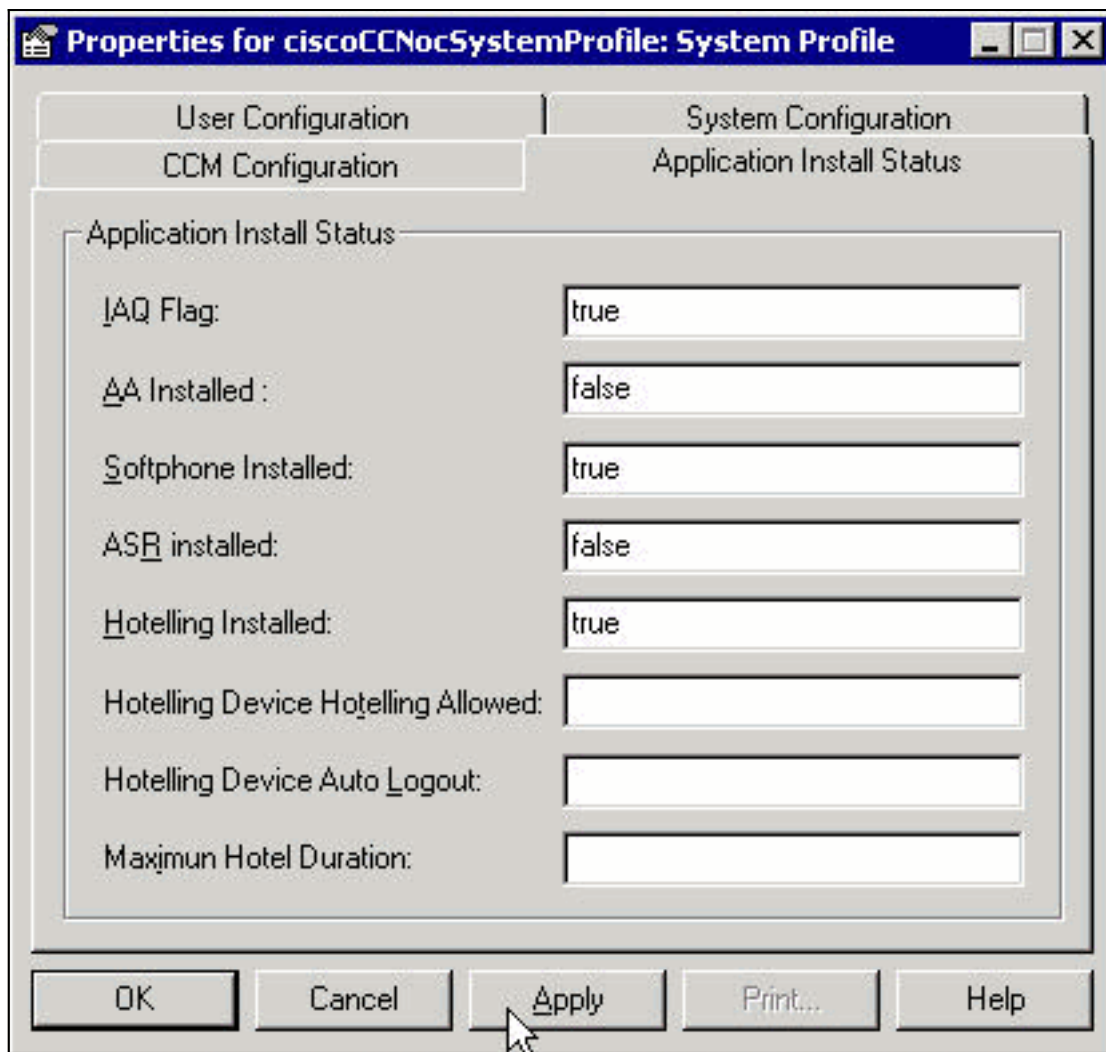 Properties for ciscoCCNocSystemProfile: System Profile
User Configuration
System Configuration
CCM Configuration
Application Install Status
Application Install Status
IAQ Flag:
true
AA Installed :
false
Softphone Installed:
true
ASR installed:
false
Hotelling Installed:
true
Hotelling Device Hotelling Allowed:
Hotelling Device Auto Logout:
Maximun Hotel Duration:
OK
Cancel
Apply
Print...
Help